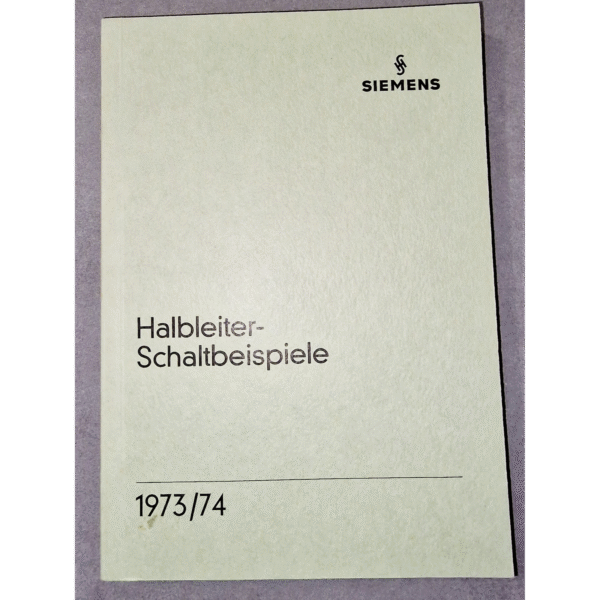 SIEMENS
Halbleiter-
Schaltbeispiele
1973/74